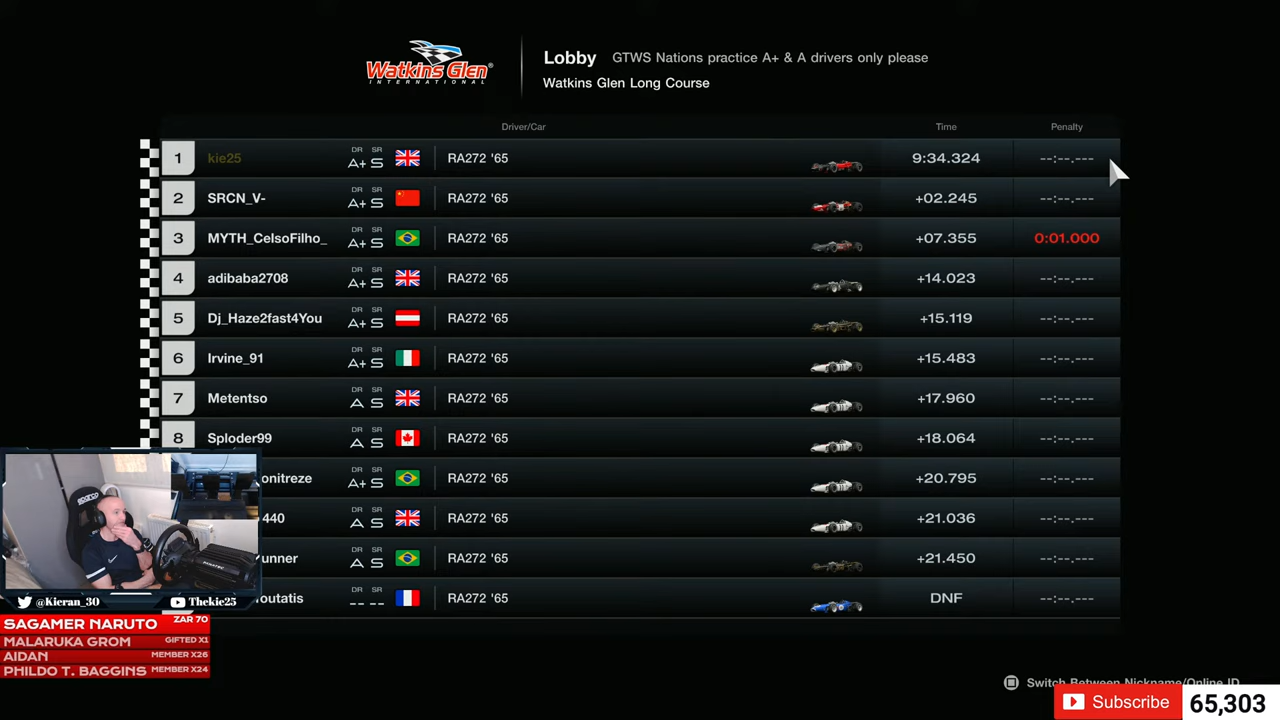 Watkins Glen®
INTERNATIONAL
Lobby GTWS Nations practice A+ & A drivers only please
Watkins Glen Long Course
Driver/Car Time Penalty
1 kie25 DR A+ SR S RA272 '65 9:34.324 --:--.---
2 SRCN_V- DR A+ SR S RA272 '65 +02.245 --:--.---
3 MYTH_CelsoFilho_ DR A+ SR S RA272 '65 +07.355 0:01.000
4 adibaba2708 DR A+ SR S RA272 '65 +14.023 --:--.---
5 Dj_Haze2fast4You DR A+ SR S RA272 '65 +15.119 --:--.---
6 Irvine_91 DR A+ SR S RA272 '65 +15.483 --:--.---
7 Metentso DR A SR S RA272 '65 +17.960 --:--.---
8 Sploder99 DR A SR S RA272 '65 +18.064 --:--.---
onitreze DR A+ SR S RA272 '65 +20.795 --:--.---
440 DR A SR S RA272 '65 +21.036 --:--.---
unner DR A SR S RA272 '65 +21.450 --:--.---
outatis DR -- SR -- RA272 '65 DNF --:--.---
sparco
FANATEC
@Kieran_30 Thekie25
SAGAMER NARUTO ZAR 70
MALARUKA GROM GIFTED X1
AIDAN MEMBER X26
PHILDO T. BAGGINS MEMBER X24
Switch Between Nickname/Online ID
Subscribe 65,303